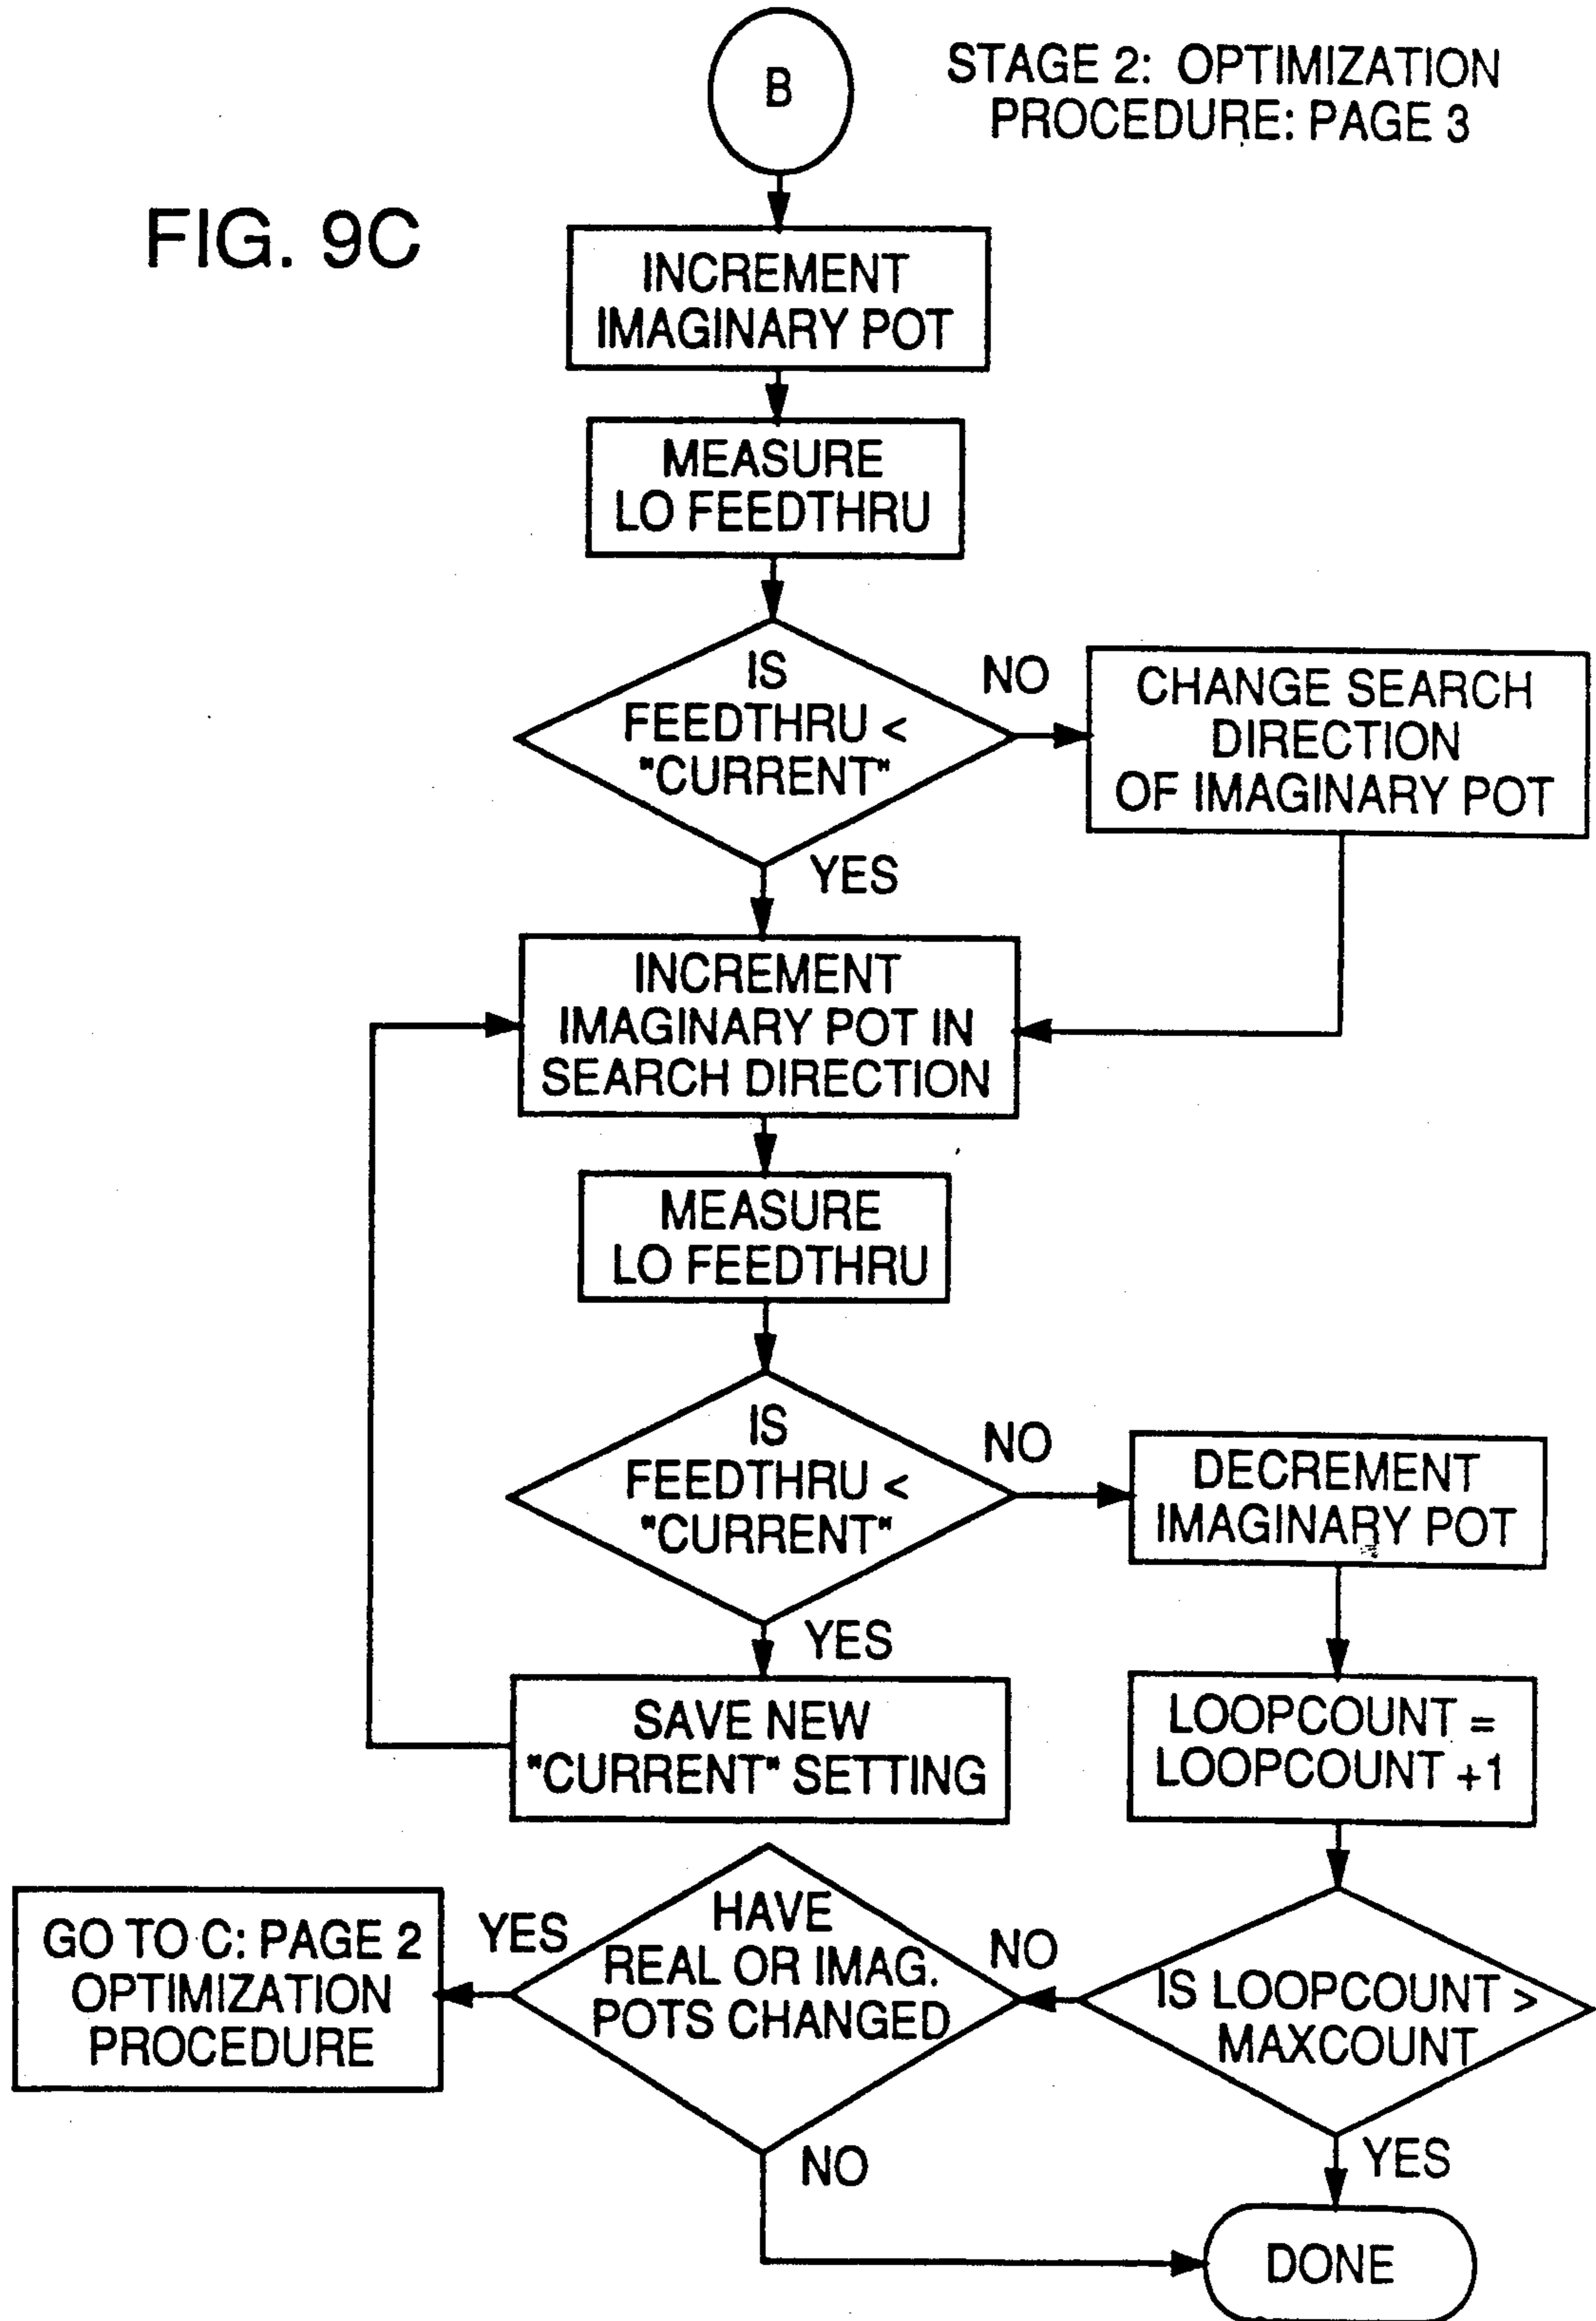 B
STAGE 2: OPTIMIZATION
PROCEDURE: PAGE 3
FIG. 9C
INCREMENT
IMAGINARY POT
MEASURE
LO FEEDTHRU
IS
FEEDTHRU <
"CURRENT"
NO
CHANGE SEARCH
DIRECTION
OF IMAGINARY POT
YES
INCREMENT
IMAGINARY POT IN
SEARCH DIRECTION
MEASURE
LO FEEDTHRU
IS
FEEDTHRU <
"CURRENT"
NO
DECREMENT
IMAGINARY POT
YES
SAVE NEW
"CURRENT" SETTING
LOOPCOUNT =
LOOPCOUNT +1
IS LOOPCOUNT >
MAXCOUNT
NO
HAVE
REAL OR IMAG.
POTS CHANGED
YES
GO TO C: PAGE 2
OPTIMIZATION
PROCEDURE
NO
YES
DONE